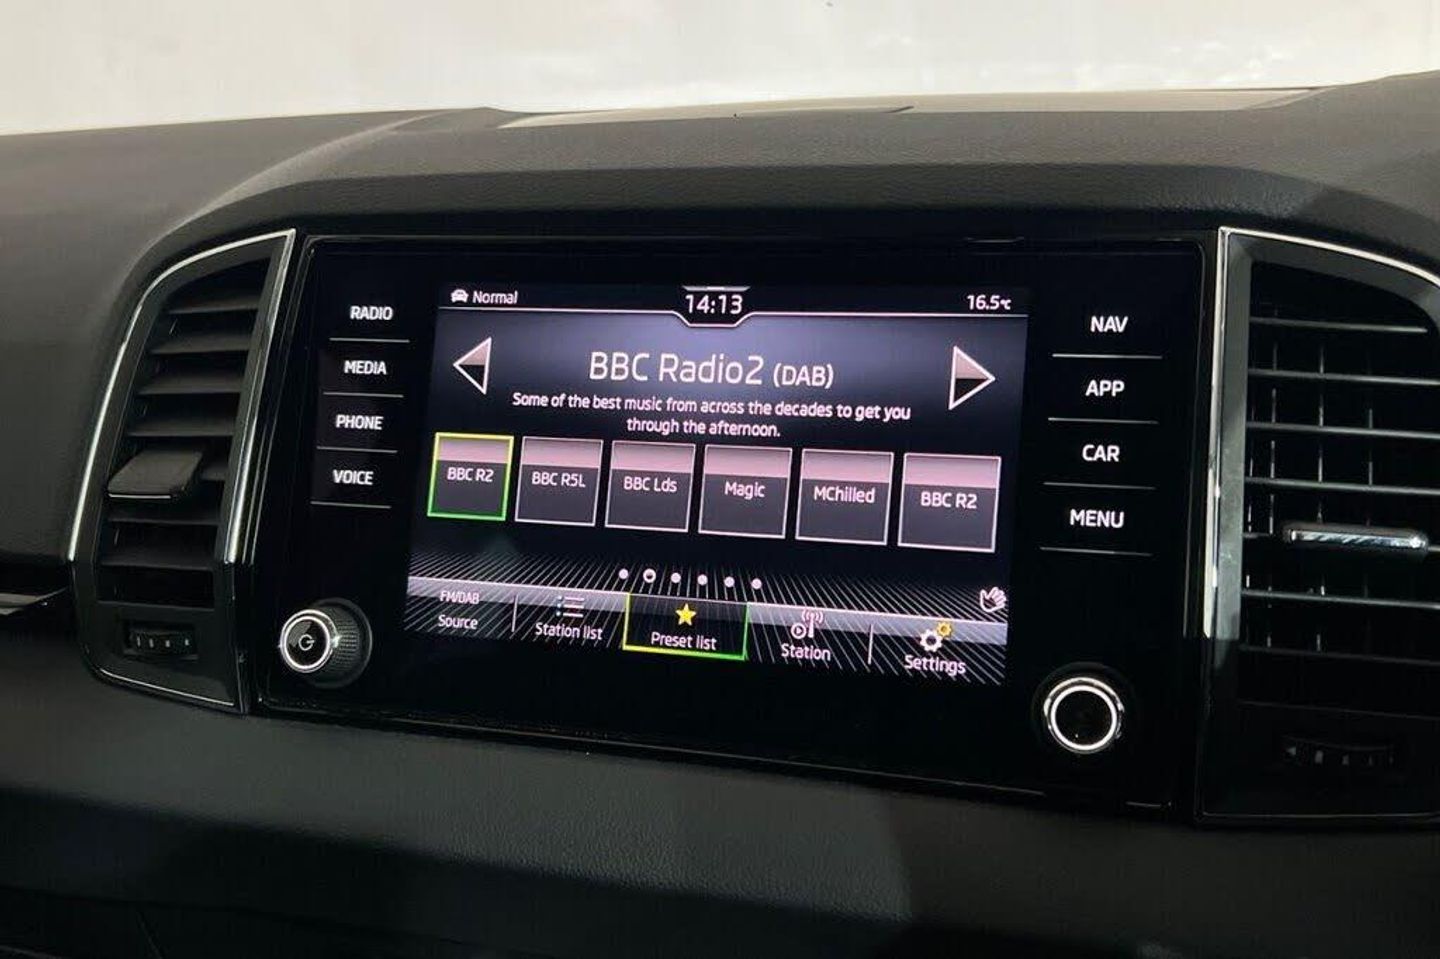 Normal
14:13
16.5°C
RADIO
MEDIA
PHONE
VOICE
BBC Radio2 (DAB)
Some of the best music from across the decades to get you
through the afternoon.
BBC R2
BBC R5L
BBC Lds
Magic
MChilled
BBC R2
FM/DAB
Source
Station list
Preset list
Station
Settings
NAV
APP
CAR
MENU